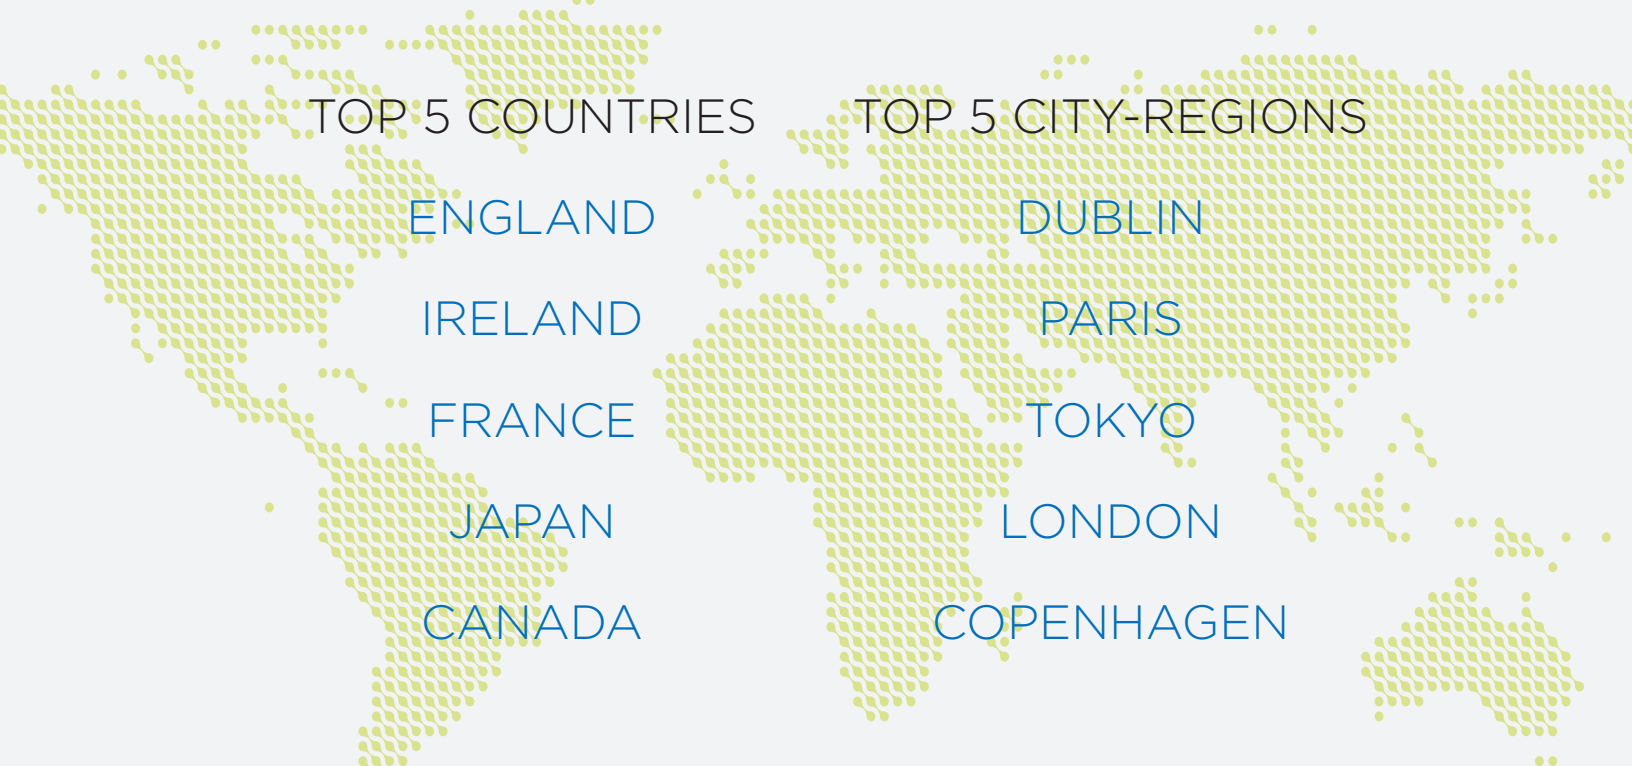 TOP 5 COUNTRIES
ENGLAND
IRELAND
FRANCE
JAPAN
CANADA
TOP 5 CITY-REGIONS
DUBLIN
PARIS
TOKYO
LONDON
COPENHAGEN